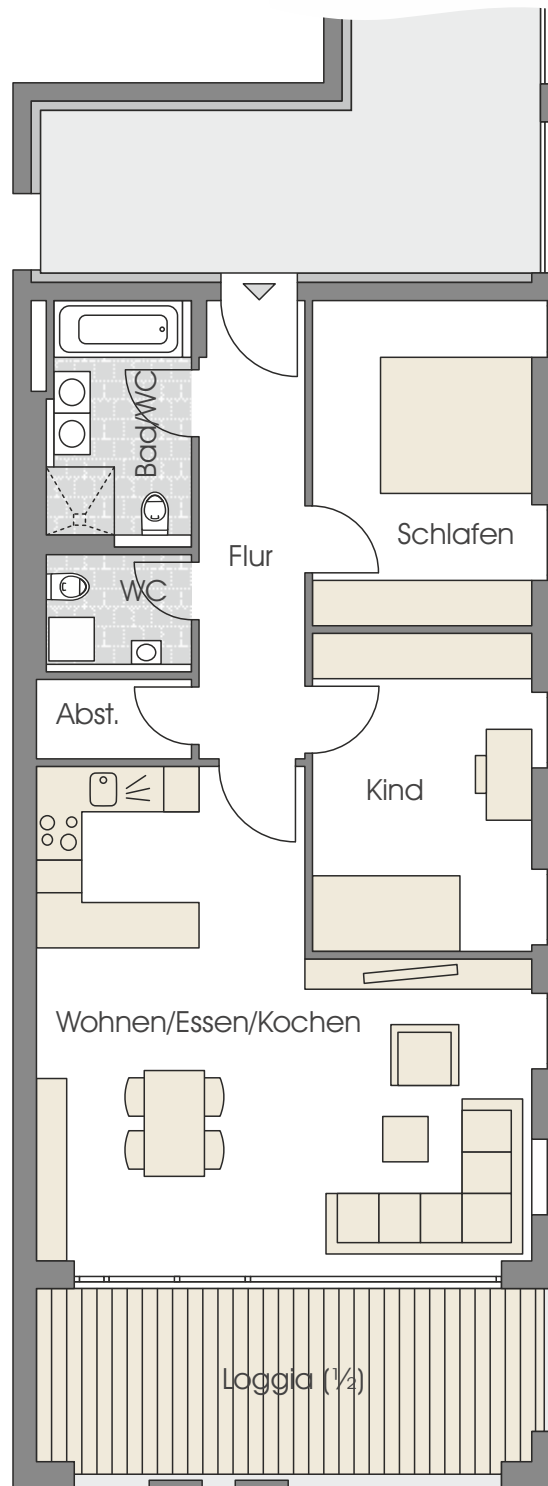 Bad/WC
Schlafen
Flur
WC
Abst.
Kind
Wohnen/Essen/Kochen
Loggia (½)